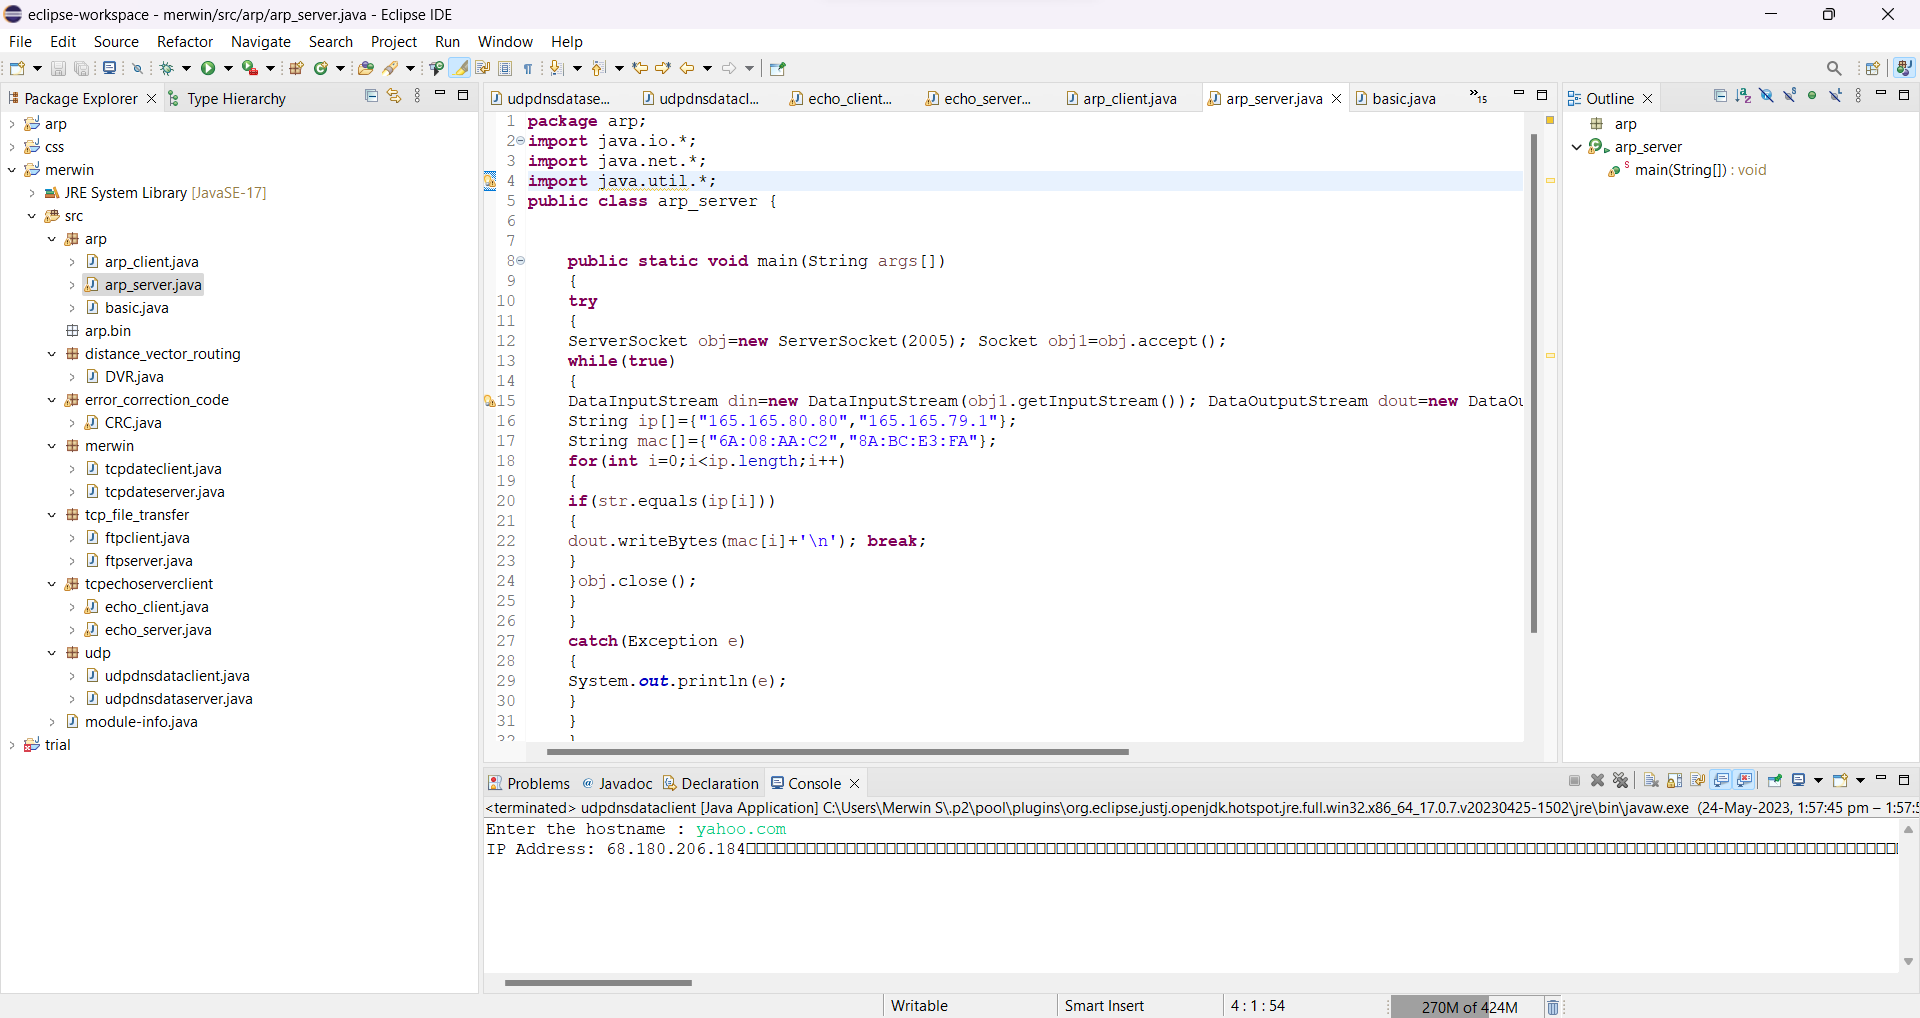 eclipse-workspace - merwin/src/arp/arp_server.java - Eclipse IDE
File Edit Source Refactor Navigate Search Project Run Window Help
Package Explorer
Type Hierarchy
arp
css
merwin
JRE System Library [JavaSE-17]
src
arp
arp_client.java
arp_server.java
basic.java
arp.bin
distance_vector_routing
DVR.java
error_correction_code
CRC.java
merwin
tcpdateclient.java
tcpdateserver.java
tcp_file_transfer
ftpclient.java
ftpserver.java
tcpechoserverclient
echo_client.java
echo_server.java
udp
udpdnsdataclient.java
udpdnsdataserver.java
module-info.java
trial
udpdnsdatase... udpdnsdatacl... echo_client... echo_server... arp_client.java arp_server.java basic.java »15
1 package arp;
2 import java.io.*;
3 import java.net.*;
4 import java.util.*;
5 public class arp_server {
6
7
8 public static void main(String args[])
9 {
10 try
11 {
12 ServerSocket obj=new ServerSocket(2005); Socket obj1=obj.accept();
13 while(true)
14 {
15 DataInputStream din=new DataInputStream(obj1.getInputStream()); DataOutputStream dout=new DataOu
16 String ip[]={"165.165.80.80","165.165.79.1"};
17 String mac[]={"6A:08:AA:C2","8A:BC:E3:FA"};
18 for(int i=0;i<ip.length;i++)
19 {
20 if(str.equals(ip[i]))
21 {
22 dout.writeBytes(mac[i]+'\n'); break;
23 }
24 }obj.close();
25 }
26 }
27 catch(Exception e)
28 {
29 System.out.println(e);
30 }
31 }
32 }
Outline
arp
arp_server
main(String[]) : void
Problems @ Javadoc Declaration Console
<terminated> udpdnsdataclient [Java Application] C:\Users\Merwin S\.p2\pool\plugins\org.eclipse.justj.openjdk.hotspot.jre.full.win32.x86_64_17.0.7.v20230425-1502\jre\bin\javaw.exe (24-May-2023, 1:57:45 pm – 1:57:5
Enter the hostname : yahoo.com
IP Address: 68.180.206.184
Writable
Smart Insert
4 : 1 : 54
270M of 424M